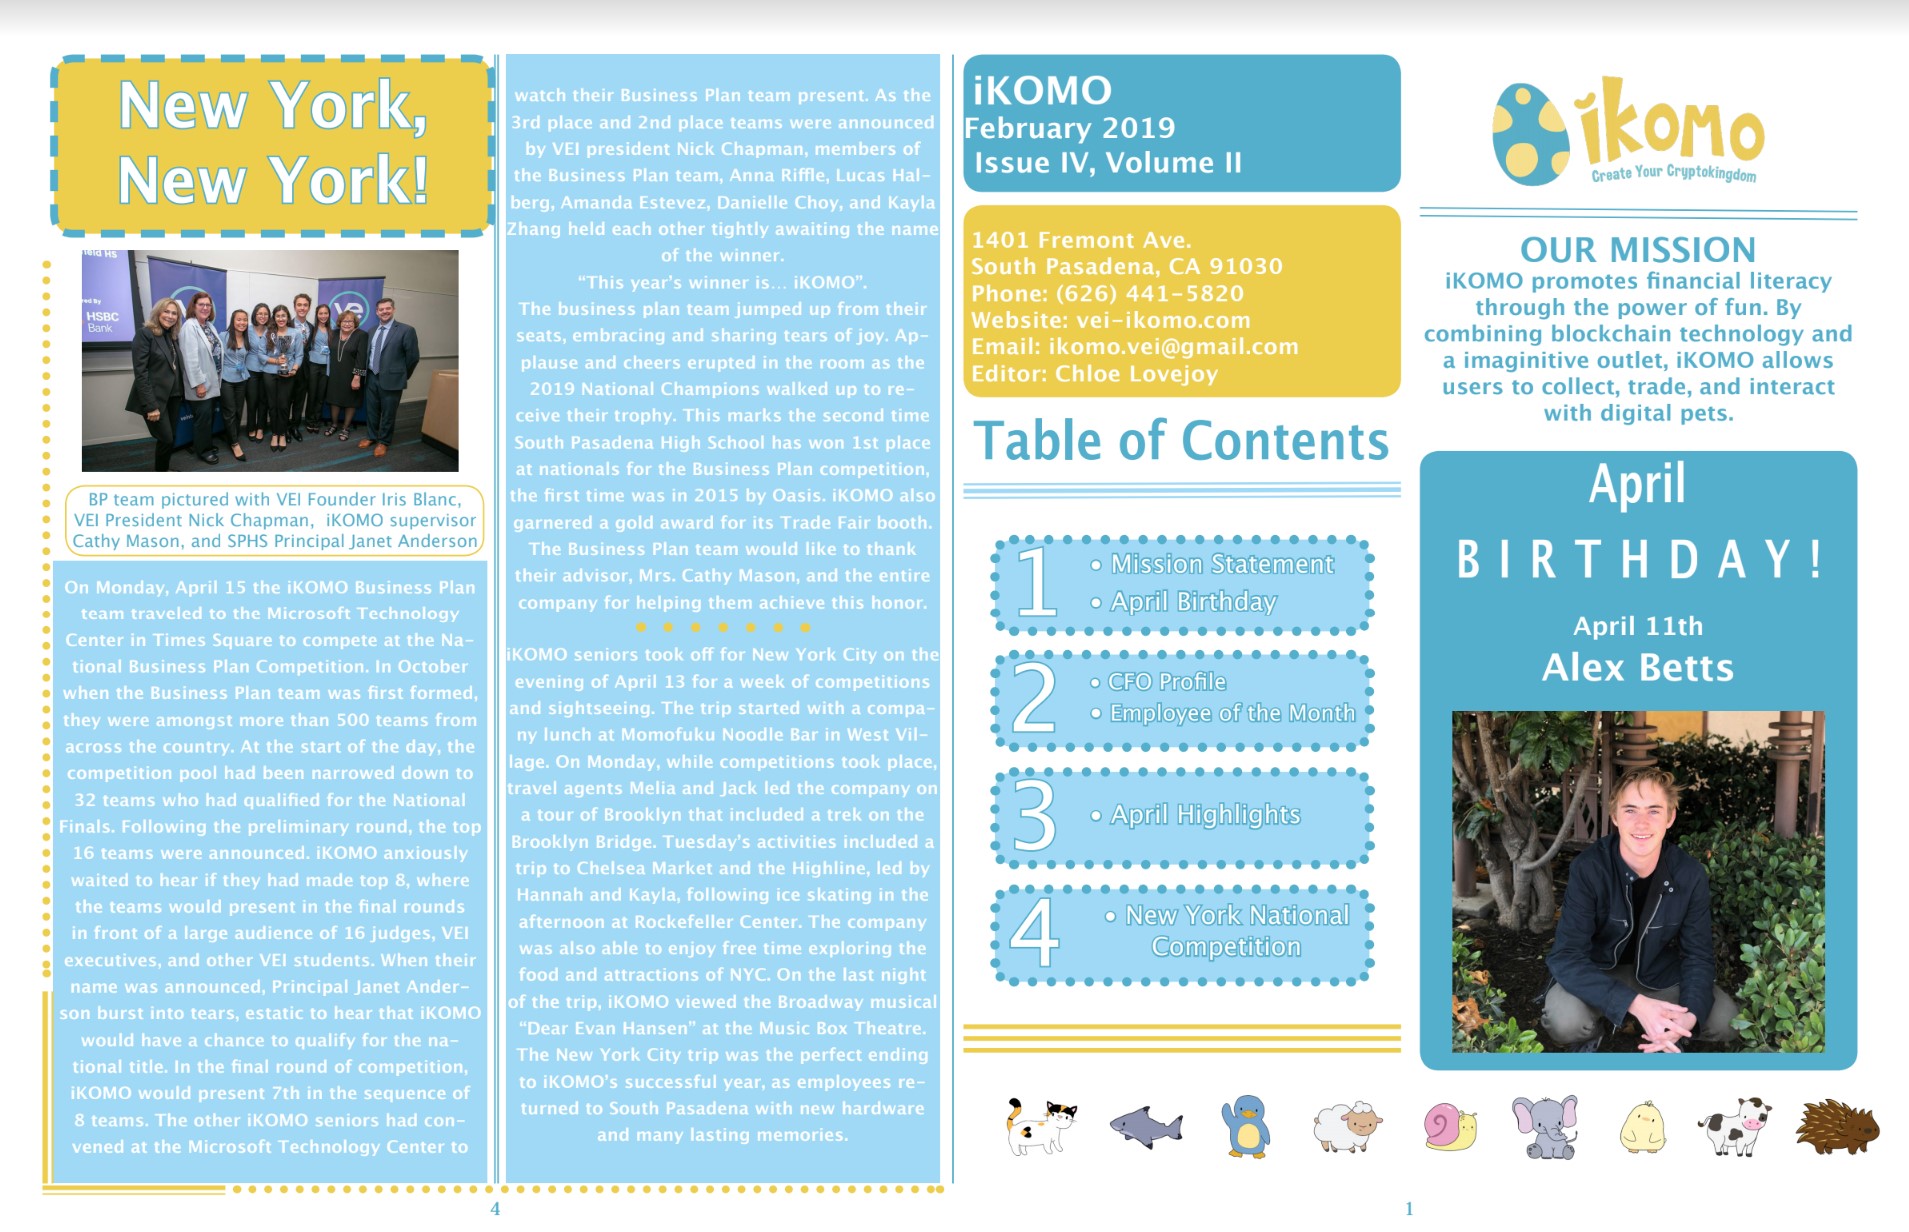 New York,
New York!
ield HS
HSBC
Bank
ve
BP team pictured with VEI Founder Iris Blanc,
VEI President Nick Chapman, iKOMO supervisor
Cathy Mason, and SPHS Principal Janet Anderson
On Monday, April 15 the iKOMO Business Plan
team traveled to the Microsoft Technology
Center in Times Square to compete at the Na-
tional Business Plan Competition. In October
when the Business Plan team was first formed,
they were amongst more than 500 teams from
across the country. At the start of the day, the
competition pool had been narrowed down to
32 teams who had qualified for the National
Finals. Following the preliminary round, the top
16 teams were announced. iKOMO anxiously
waited to hear if they had made top 8, where
the teams would present in the final rounds
in front of a large audience of 16 judges, VEI
executives, and other VEI students. When their
name was announced, Principal Janet Ander-
son burst into tears, estatic to hear that iKOMO
would have a chance to qualify for the na-
tional title. In the final round of competition,
iKOMO would present 7th in the sequence of
8 teams. The other iKOMO seniors had con-
vened at the Microsoft Technology Center to
4
watch their Business Plan team present. As the
3rd place and 2nd place teams were announced
by VEI president Nick Chapman, members of
the Business Plan team, Anna Riffle, Lucas Hal-
berg, Amanda Estevez, Danielle Choy, and Kayla
Zhang held each other tightly awaiting the name
of the winner.
“This year’s winner is... iKOMO”.
The business plan team jumped up from their
seats, embracing and sharing tears of joy. Ap-
plause and cheers erupted in the room as the
2019 National Champions walked up to re-
ceive their trophy. This marks the second time
South Pasadena High School has won 1st place
at nationals for the Business Plan competition,
the first time was in 2015 by Oasis. iKOMO also
garnered a gold award for its Trade Fair booth.
The Business Plan team would like to thank
their advisor, Mrs. Cathy Mason, and the entire
company for helping them achieve this honor.
iKOMO seniors took off for New York City on the
evening of April 13 for a week of competitions
and sightseeing. The trip started with a compa-
ny lunch at Momofuku Noodle Bar in West Vil-
lage. On Monday, while competitions took place,
travel agents Melia and Jack led the company on
a tour of Brooklyn that included a trek on the
Brooklyn Bridge. Tuesday’s activities included a
trip to Chelsea Market and the Highline, led by
Hannah and Kayla, following ice skating in the
afternoon at Rockefeller Center. The company
was also able to enjoy free time exploring the
food and attractions of NYC. On the last night
of the trip, iKOMO viewed the Broadway musical
“Dear Evan Hansen” at the Music Box Theatre.
The New York City trip was the perfect ending
to iKOMO’s successful year, as employees re-
turned to South Pasadena with new hardware
and many lasting memories.
iKOMO
February 2019
Issue IV, Volume II
1401 Fremont Ave.
South Pasadena, CA 91030
Phone: (626) 441-5820
Website: vei-ikomo.com
Email: ikomo.vei@gmail.com
Editor: Chloe Lovejoy
Table of Contents
1
• Mission Statement
• April Birthday
2
• CFO Profile
• Employee of the Month
3
• April Highlights
4
• New York National
Competition
ikomo
Create Your Cryptokingdom
OUR MISSION
iKOMO promotes financial literacy
through the power of fun. By
combining blockchain technology and
a imaginitive outlet, iKOMO allows
users to collect, trade, and interact
with digital pets.
April
BIRTHDAY!
April 11th
Alex Betts
1